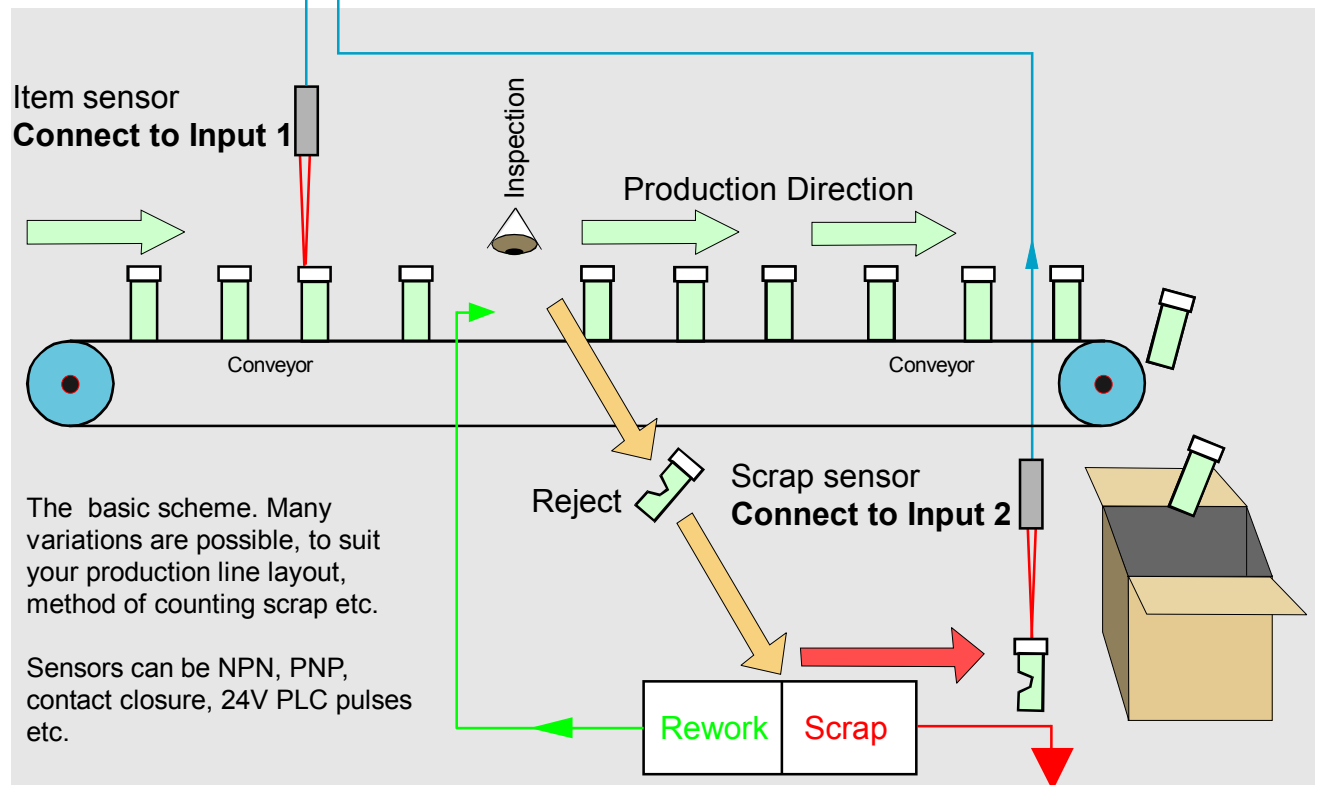 Item sensor
Connect to Input 1
Inspection
Production Direction
Conveyor
Conveyor
Reject
Scrap sensor
Connect to Input 2
The basic scheme. Many
variations are possible, to suit
your production line layout,
method of counting scrap etc.
Sensors can be NPN, PNP,
contact closure, 24V PLC pulses
etc.
Rework
Scrap